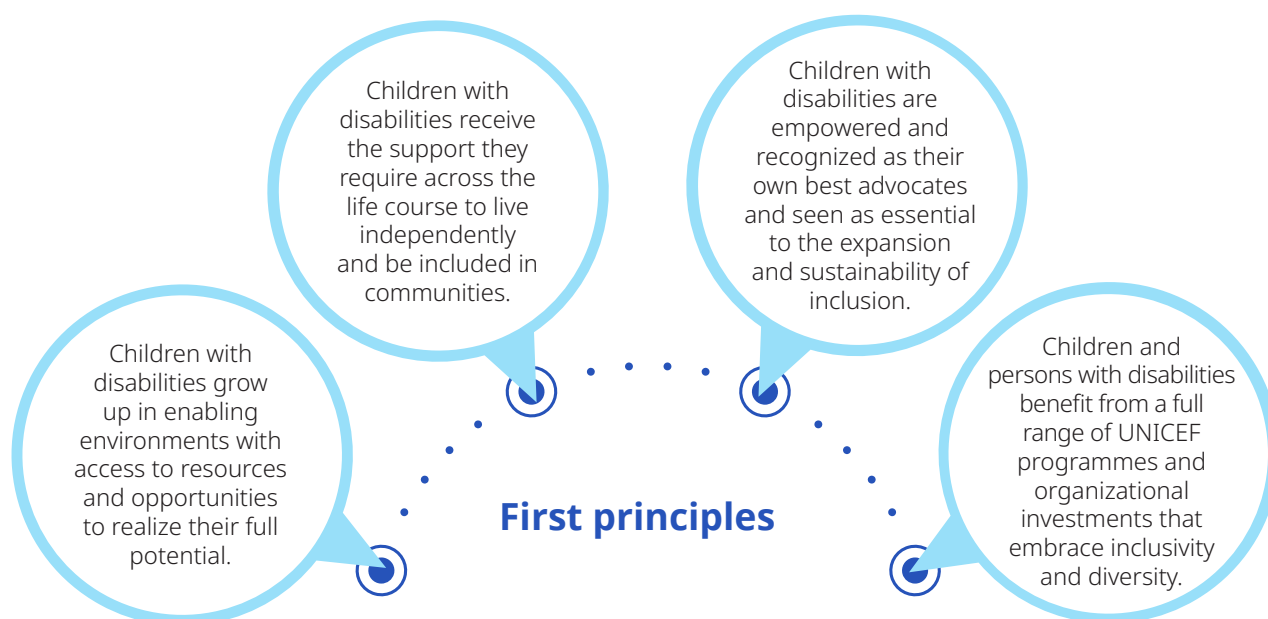 Children with
disabilities grow
up in enabling
environments with
access to resources
and opportunities
to realize their full
potential.
Children with
disabilities receive
the support they
require across the
life course to live
independently
and be included in
communities.
Children with
disabilities are
empowered and
recognized as their
own best advocates
and seen as essential
to the expansion
and sustainability of
inclusion.
Children and
persons with disabilities
benefit from a full
range of UNICEF
programmes and
organizational
investments that
embrace inclusivity
and diversity.
First principles